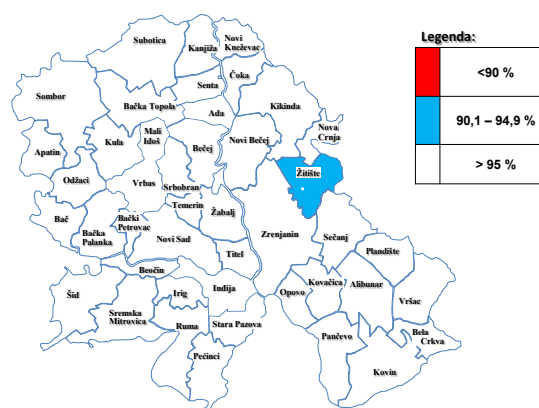 Legenda:
<90 %
90,1 – 94,9 %
> 95 %
Subotica
Kanjiža
Novi
Kneževac
Sombor
Bačka Topola
Senta
Čoka
Ada
Kikinda
Nova
Crnja
Apatin
Kula
Mali
Iđoš
Bečej
Novi Bečej
Odžaci
Vrbas
Srbobran
Žitište
Bač
Bačka
Palanka
Bački
Petrovac
Temerin
Žabalj
Novi Sad
Zrenjanin
Sečanj
Titel
Plandište
Beočin
Šid
Sremska
Mitrovica
Irig
Inđija
Opovo
Kovačica
Alibunar
Vršac
Ruma
Stara Pazova
Pančevo
Bela
Crkva
Pećinci
Kovin